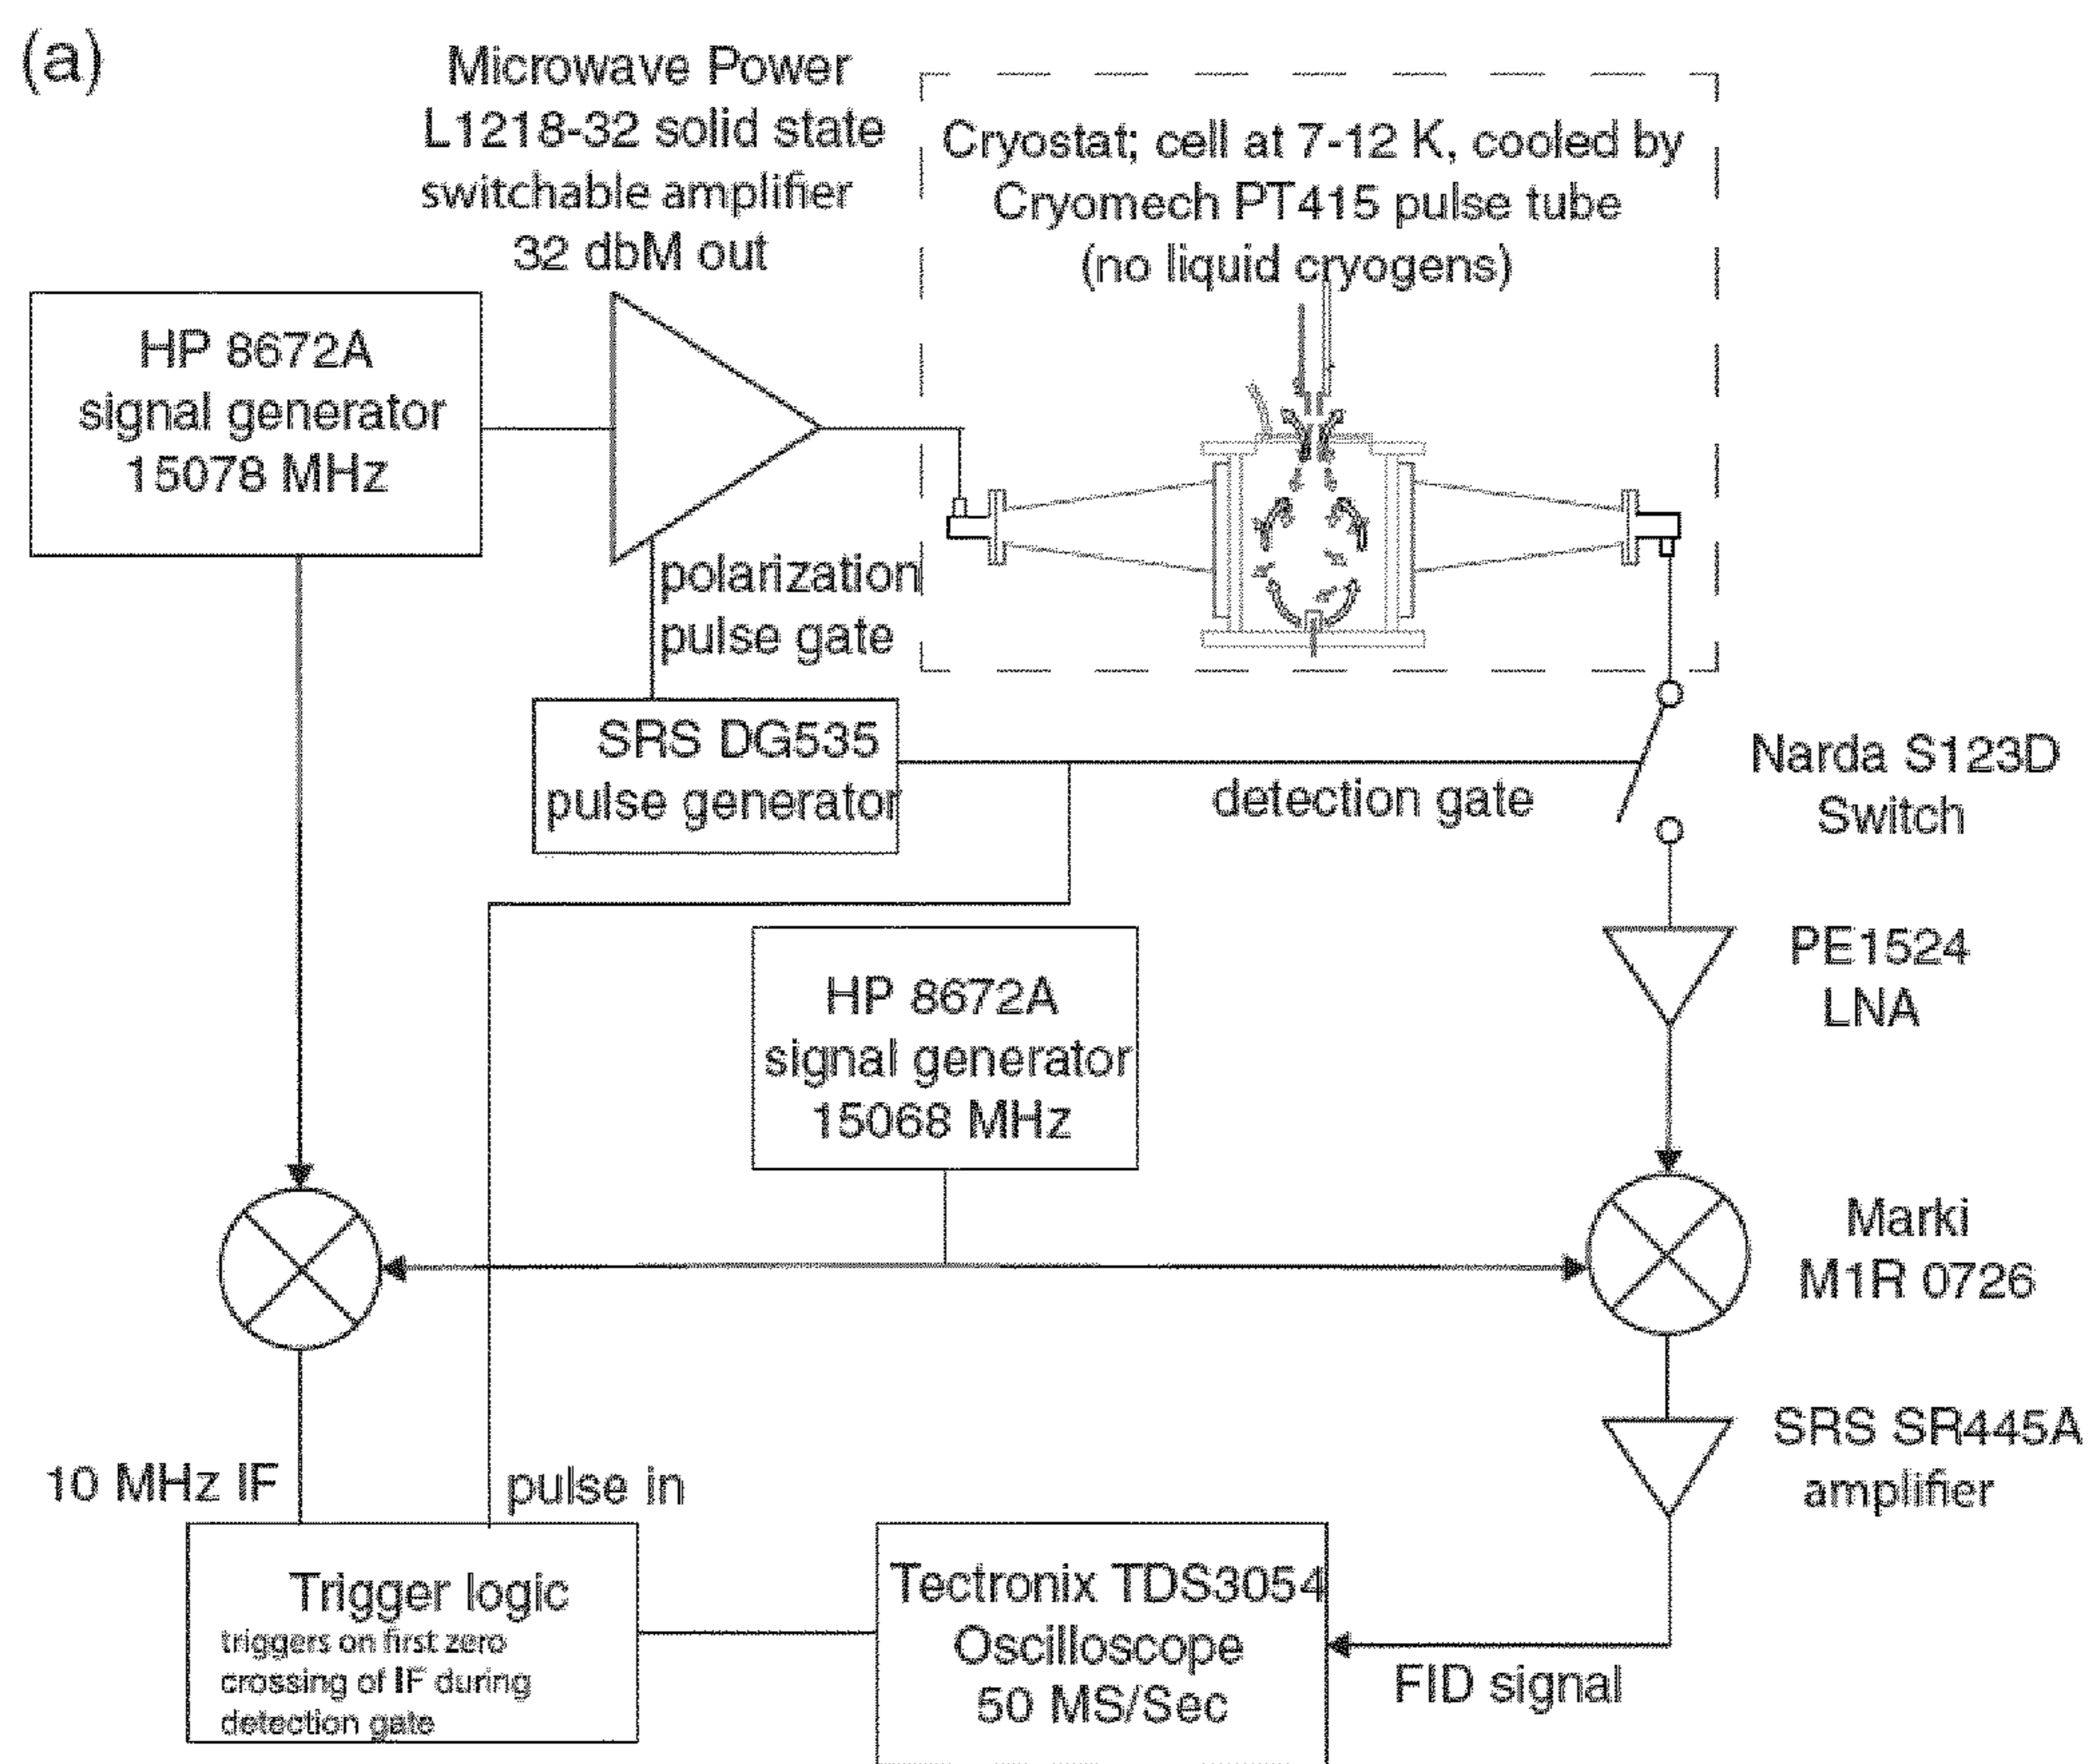 (a)
Microwave Power
L1218-32 solid state
switchable amplifier
32 dbM out
Cryostat; cell at 7-12 K, cooled by
Cryomech PT415 pulse tube
(no liquid cryogens)
HP 8672A
signal generator
15078 MHz
polarization
pulse gate
SRS DG535
pulse generator
detection gate
Narda S123D
Switch
HP 8672A
signal generator
15068 MHz
PE1524
LNA
Marki
M1R 0726
SRS SR445A
amplifier
10 MHz IF
pulse in
Trigger logic
triggers on first zero
crossing of IF during
detection gate
Tectronix TDS3054
Oscilloscope
50 MS/Sec
FID signal